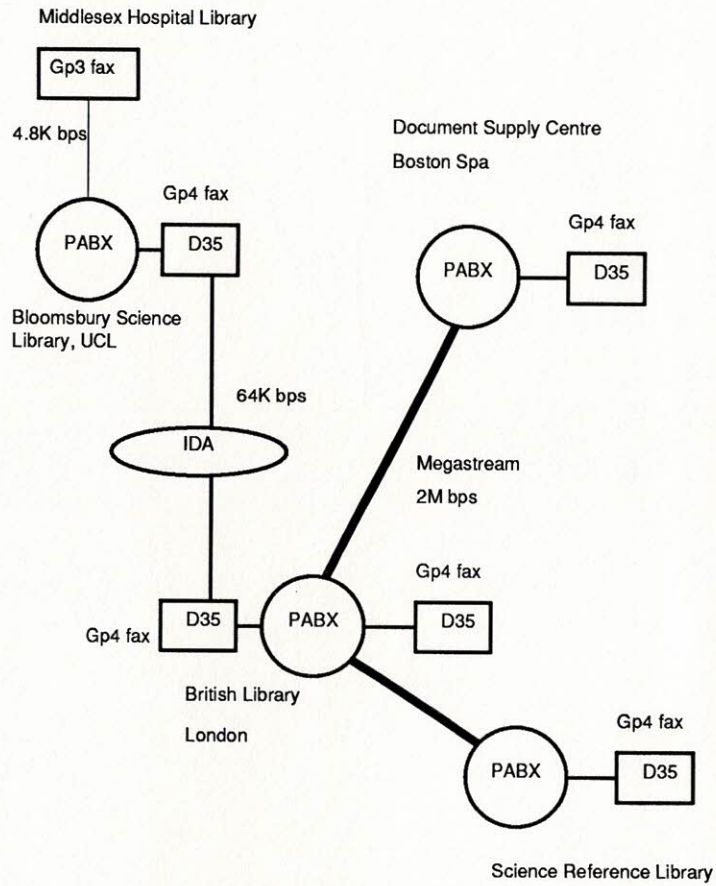 Middlesex Hospital Library
Gp3 fax
4.8K bps
Document Supply Centre
Boston Spa
Gp4 fax
PABX
D35
Gp4 fax
PABX
D35
Bloomsbury Science
Library, UCL
64K bps
IDA
Megastream
2M bps
Gp4 fax
D35
PABX
D35
Gp4 fax
British Library
London
Gp4 fax
PABX
D35
Science Reference Library